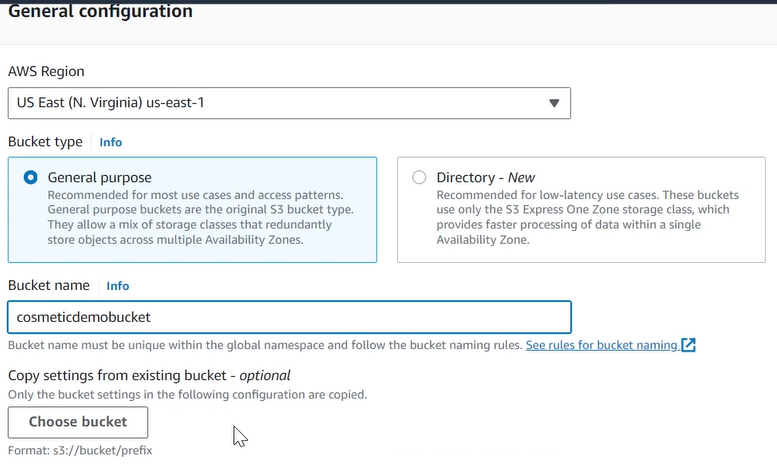 General configuration
AWS Region
US East (N. Virginia) us-east-1
Bucket type Info
General purpose
Recommended for most use cases and access patterns.
General purpose buckets are the original S3 bucket type.
They allow a mix of storage classes that redundantly
store objects across multiple Availability Zones.
Directory - New
Recommended for low-latency use cases. These buckets
use only the S3 Express One Zone storage class, which
provides faster processing of data within a single
Availability Zone.
Bucket name Info
cosmeticdemobucket
Bucket name must be unique within the global namespace and follow the bucket naming rules. See rules for bucket naming
Copy settings from existing bucket - optional
Only the bucket settings in the following configuration are copied.
Choose bucket
Format: s3://bucket/prefix